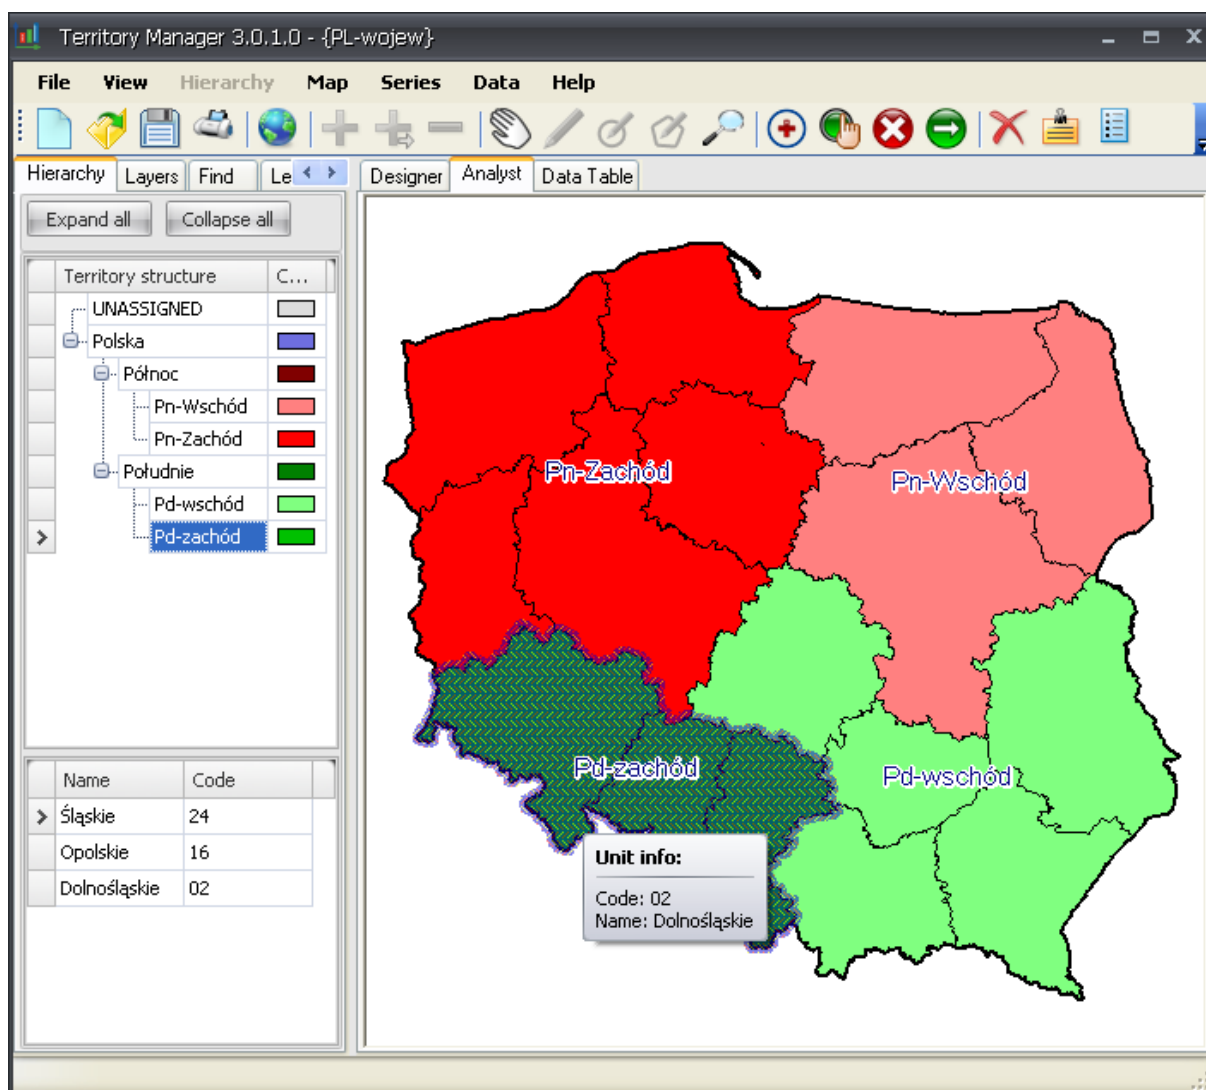 Territory Manager 3.0.1.0 - {PL-wojew}
File View Hierarchy Map Series Data Help
Hierarchy Layers Find Le
Designer Analyst Data Table
Expand all Collapse all
Territory structure C...
UNASSIGNED
Polska
Północ
Pn-Wschód
Pn-Zachód
Południe
Pd-wschód
Pd-zachód
Name Code
Śląskie 24
Opolskie 16
Dolnośląskie 02
Pn-Zachód
Pn-Wschód
Pd-zachód
Pd-wschód
Unit info:
Code: 02
Name: Dolnośląskie